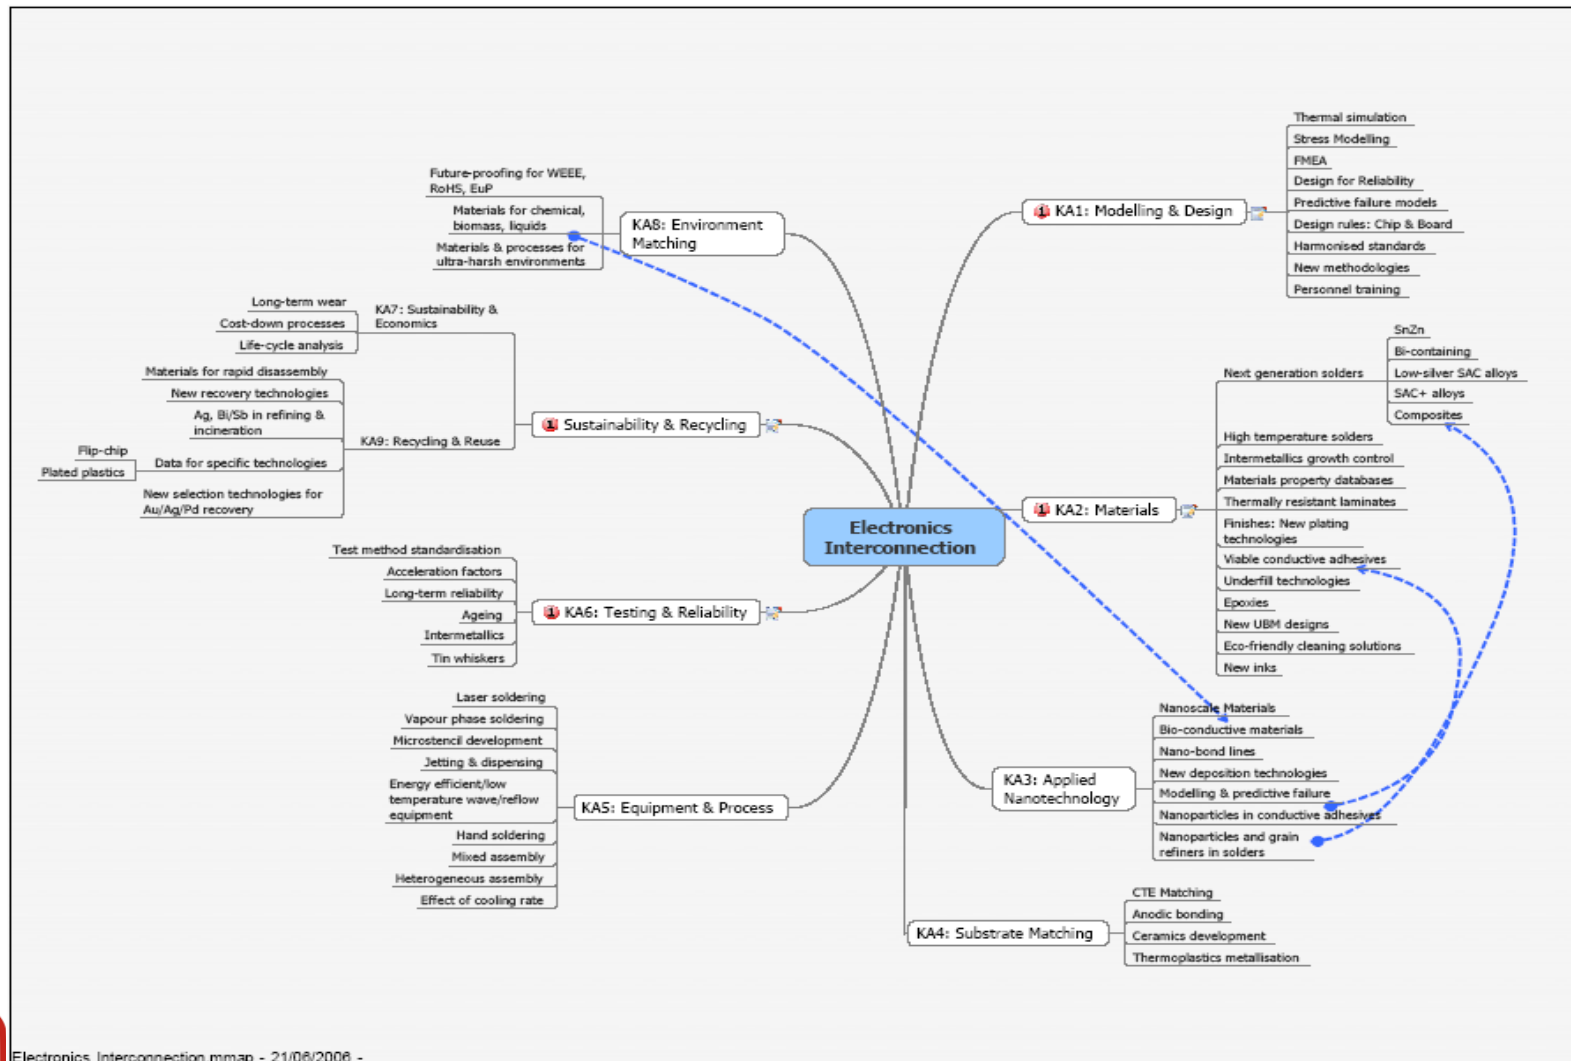 Electronics
Interconnection
KA1: Modelling & Design
Thermal simulation
Stress Modelling
FMEA
Design for Reliability
Predictive failure models
Design rules: Chip & Board
Harmonised standards
New methodologies
Personnel training
KA2: Materials
Next generation solders
SnZn
Bi-containing
Low-silver SAC alloys
SAC+ alloys
Composites
High temperature solders
Intermetallics growth control
Materials property databases
Thermally resistant laminates
Finishes: New plating
technologies
Viable conductive adhesives
Underfill technologies
Epoxies
New UBM designs
Eco-friendly cleaning solutions
New inks
KA3: Applied
Nanotechnology
Nanoscale Materials
Bio-conductive materials
Nano-bond lines
New deposition technologies
Modelling & predictive failure
Nanoparticles in conductive adhesives
Nanoparticles and grain
refiners in solders
KA4: Substrate Matching
CTE Matching
Anodic bonding
Ceramics development
Thermoplastics metallisation
KA5: Equipment & Process
Laser soldering
Vapour phase soldering
Microstencil development
Jetting & dispensing
Energy efficient/low
temperature wave/reflow
equipment
Hand soldering
Mixed assembly
Heterogeneous assembly
Effect of cooling rate
KA6: Testing & Reliability
Test method standardisation
Acceleration factors
Long-term reliability
Ageing
Intermetallics
Tin whiskers
Sustainability & Recycling
KA7: Sustainability &
Economics
Long-term wear
Cost-down processes
Life-cycle analysis
KA9: Recycling & Reuse
Materials for rapid disassembly
New recovery technologies
Ag, Bi/Sb in refining &
incineration
Data for specific technologies
Flip-chip
Plated plastics
New selection technologies for
Au/Ag/Pd recovery
KA8: Environment
Matching
Future-proofing for WEEE,
RoHS, EuP
Materials for chemical,
biomass, liquids
Materials & processes for
ultra-harsh environments
1
1
1
1
Electronics Interconnection.mmap - 21/06/2006 -